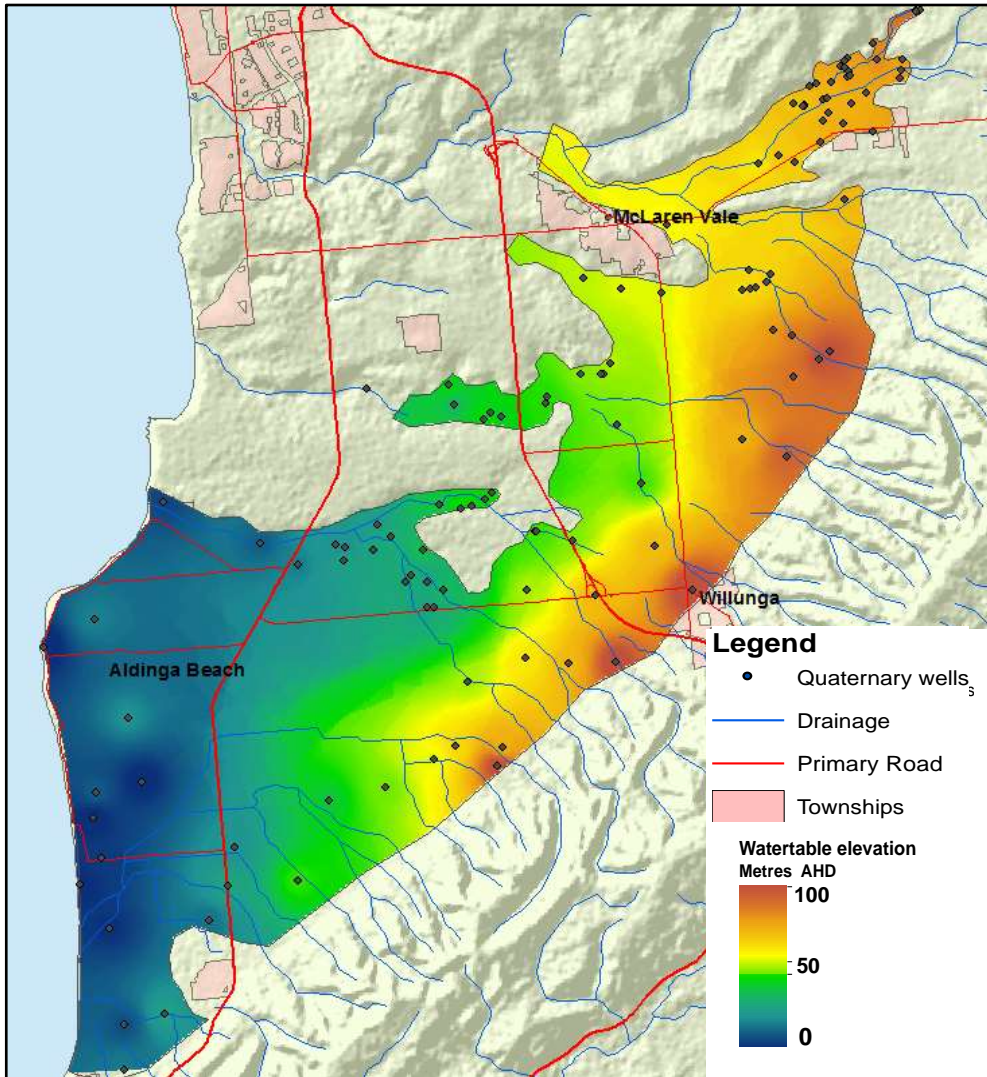 McLaren Vale
Willunga
Aldinga Beach
Legend
Quaternary wells
s
Drainage
Primary Road
Townships
Watertable elevation
Metres AHD
100
50
0